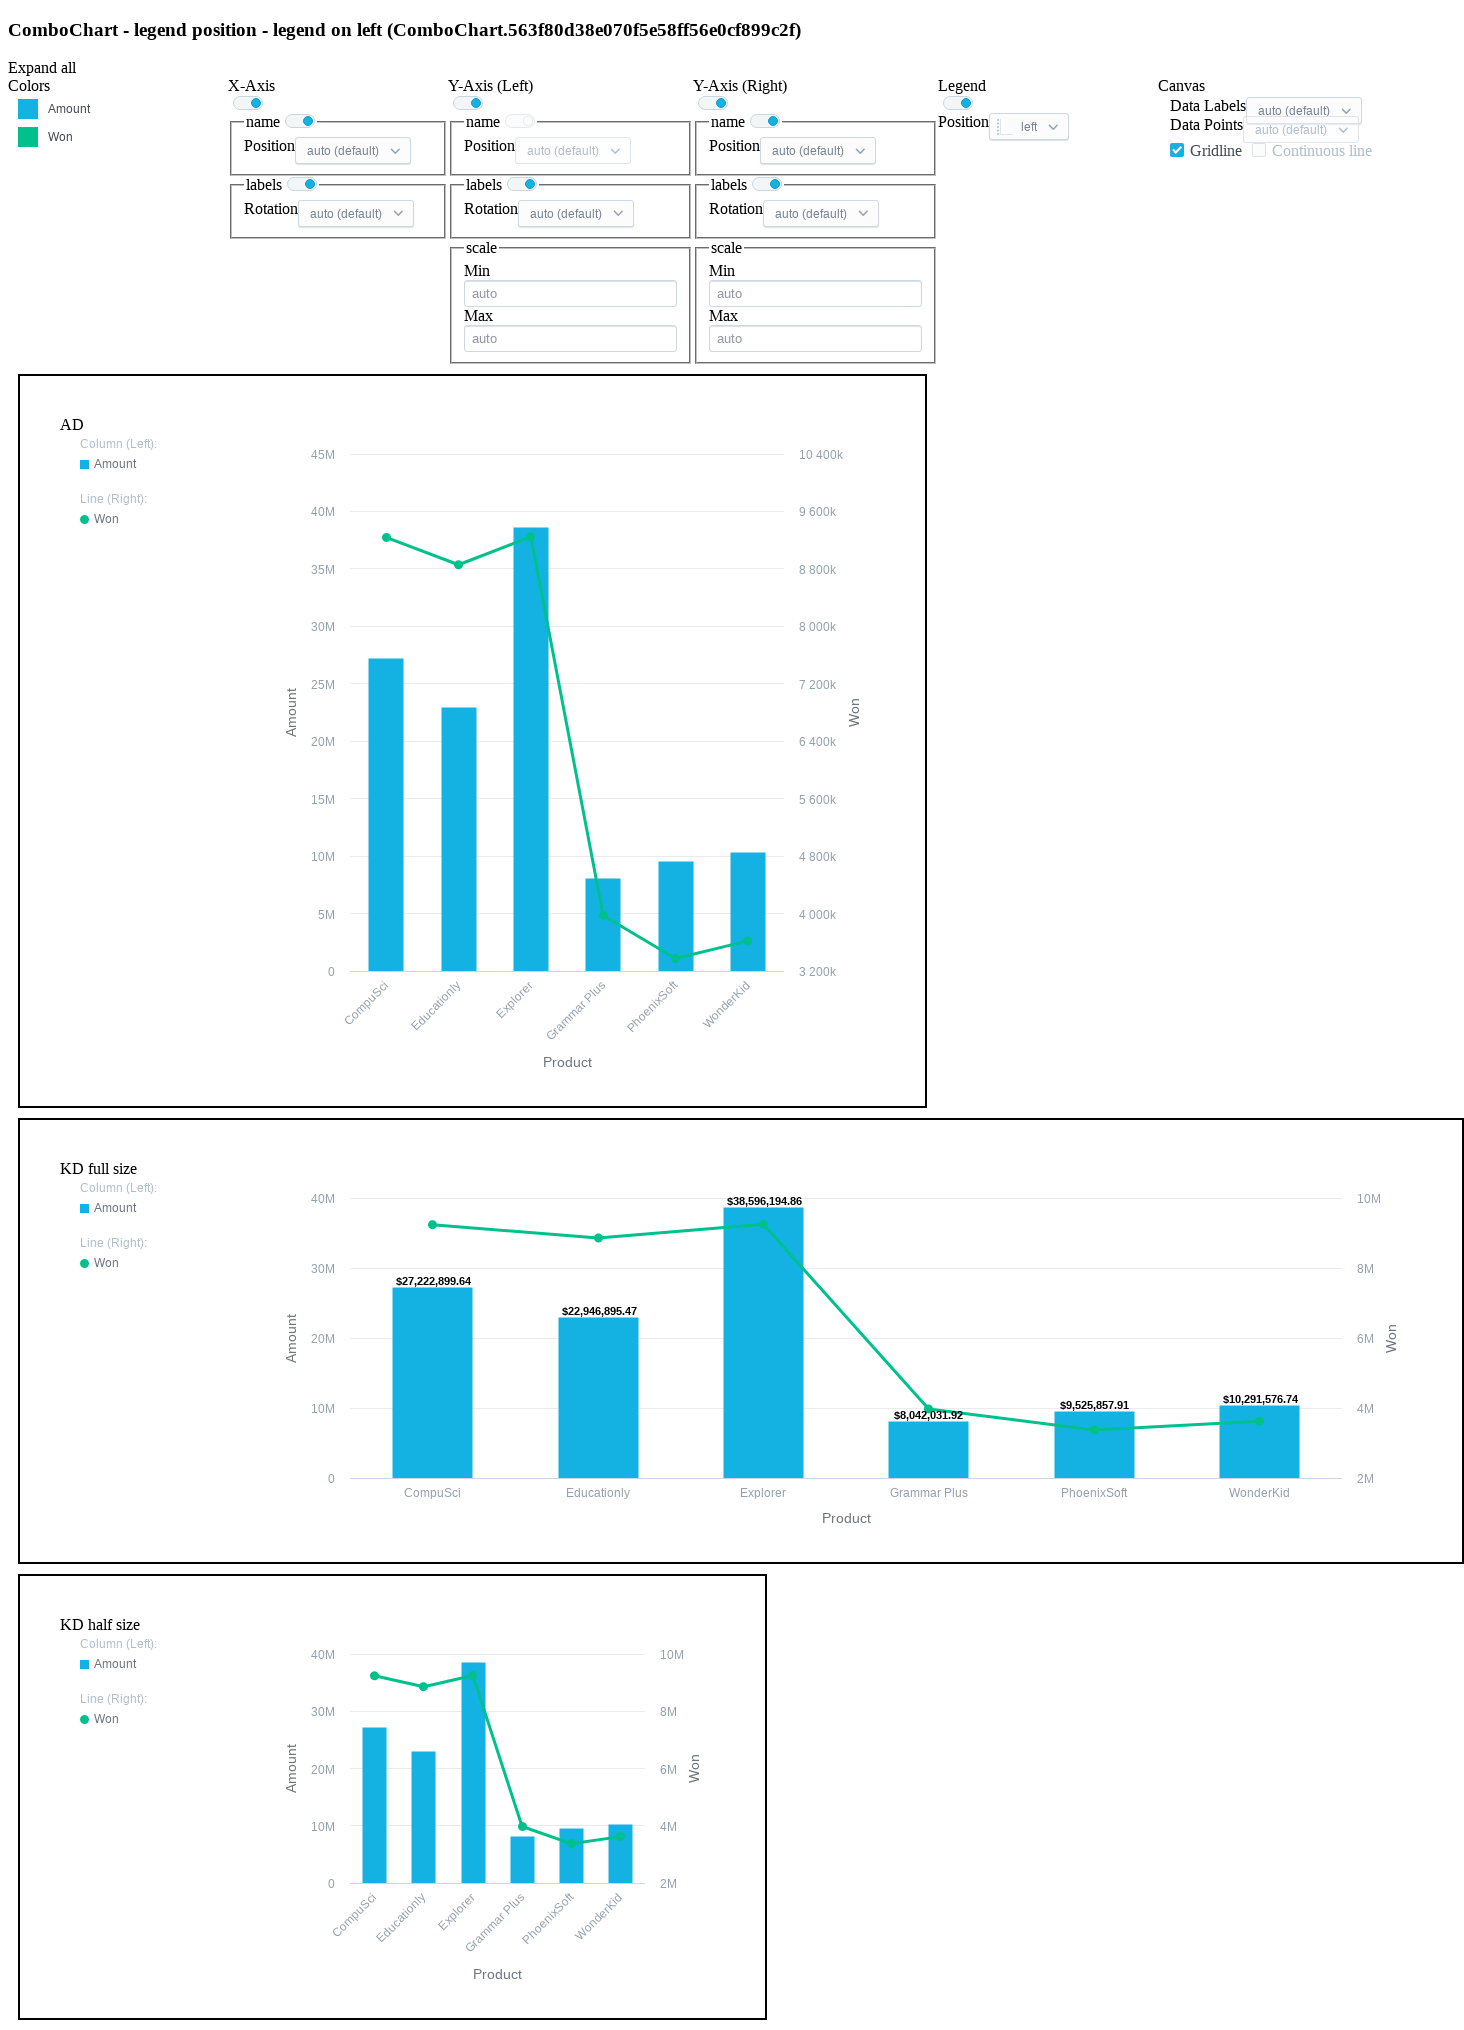 ComboChart - legend position - legend on left (ComboChart.563f80d38e070f5e58ff56e0cf899c2f)
Expand all
Colors
Amount
Won
X-Axis
name
Position auto (default)
labels
Rotation auto (default)
Y-Axis (Left)
name
Position auto (default)
labels
Rotation auto (default)
scale
Min
auto
Max
auto
Y-Axis (Right)
name
Position auto (default)
labels
Rotation auto (default)
scale
Min
auto
Max
auto
Legend
Position left
Canvas
Data Labels auto (default)
Data Points auto (default)
Gridline Continuous line
AD
Column (Left):
Amount
Line (Right):
Won
45M
40M
35M
30M
25M
20M
15M
10M
5M
0
Amount
10 400k
9 600k
8 800k
8 000k
7 200k
6 400k
5 600k
4 800k
4 000k
3 200k
Won
CompuSci
Educationly
Explorer
Grammar Plus
PhoenixSoft
WonderKid
Product
KD full size
Column (Left):
Amount
Line (Right):
Won
40M
30M
20M
10M
0
Amount
$27,222,899.64
$22,946,895.47
$38,596,194.86
$8,042,031.92
$9,525,857.91
$10,291,576.74
10M
8M
6M
4M
2M
Won
CompuSci
Educationly
Explorer
Grammar Plus
PhoenixSoft
WonderKid
Product
KD half size
Column (Left):
Amount
Line (Right):
Won
40M
30M
20M
10M
0
Amount
10M
8M
6M
4M
2M
Won
CompuSci
Educationly
Explorer
Grammar Plus
PhoenixSoft
WonderKid
Product